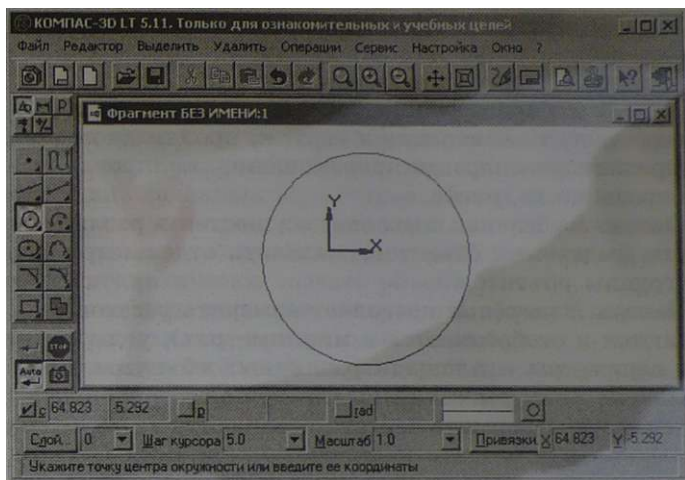 КОМПАС-3D LT 5.11. Только для ознакомительных и учебных целей
Файл Редактор Выделить Удалить Операции Сервис Настройка Окно ?
Фрагмент БЕЗ ИМЕНИ:1
Y
X
STOP
Auto
c 64.823 -5.292 p rad
Слой... 0 Шаг курсора 5.0 Масштаб 1.0 Привязки X 64.823 Y -5.292
Укажите точку центра окружности или введите ее координаты